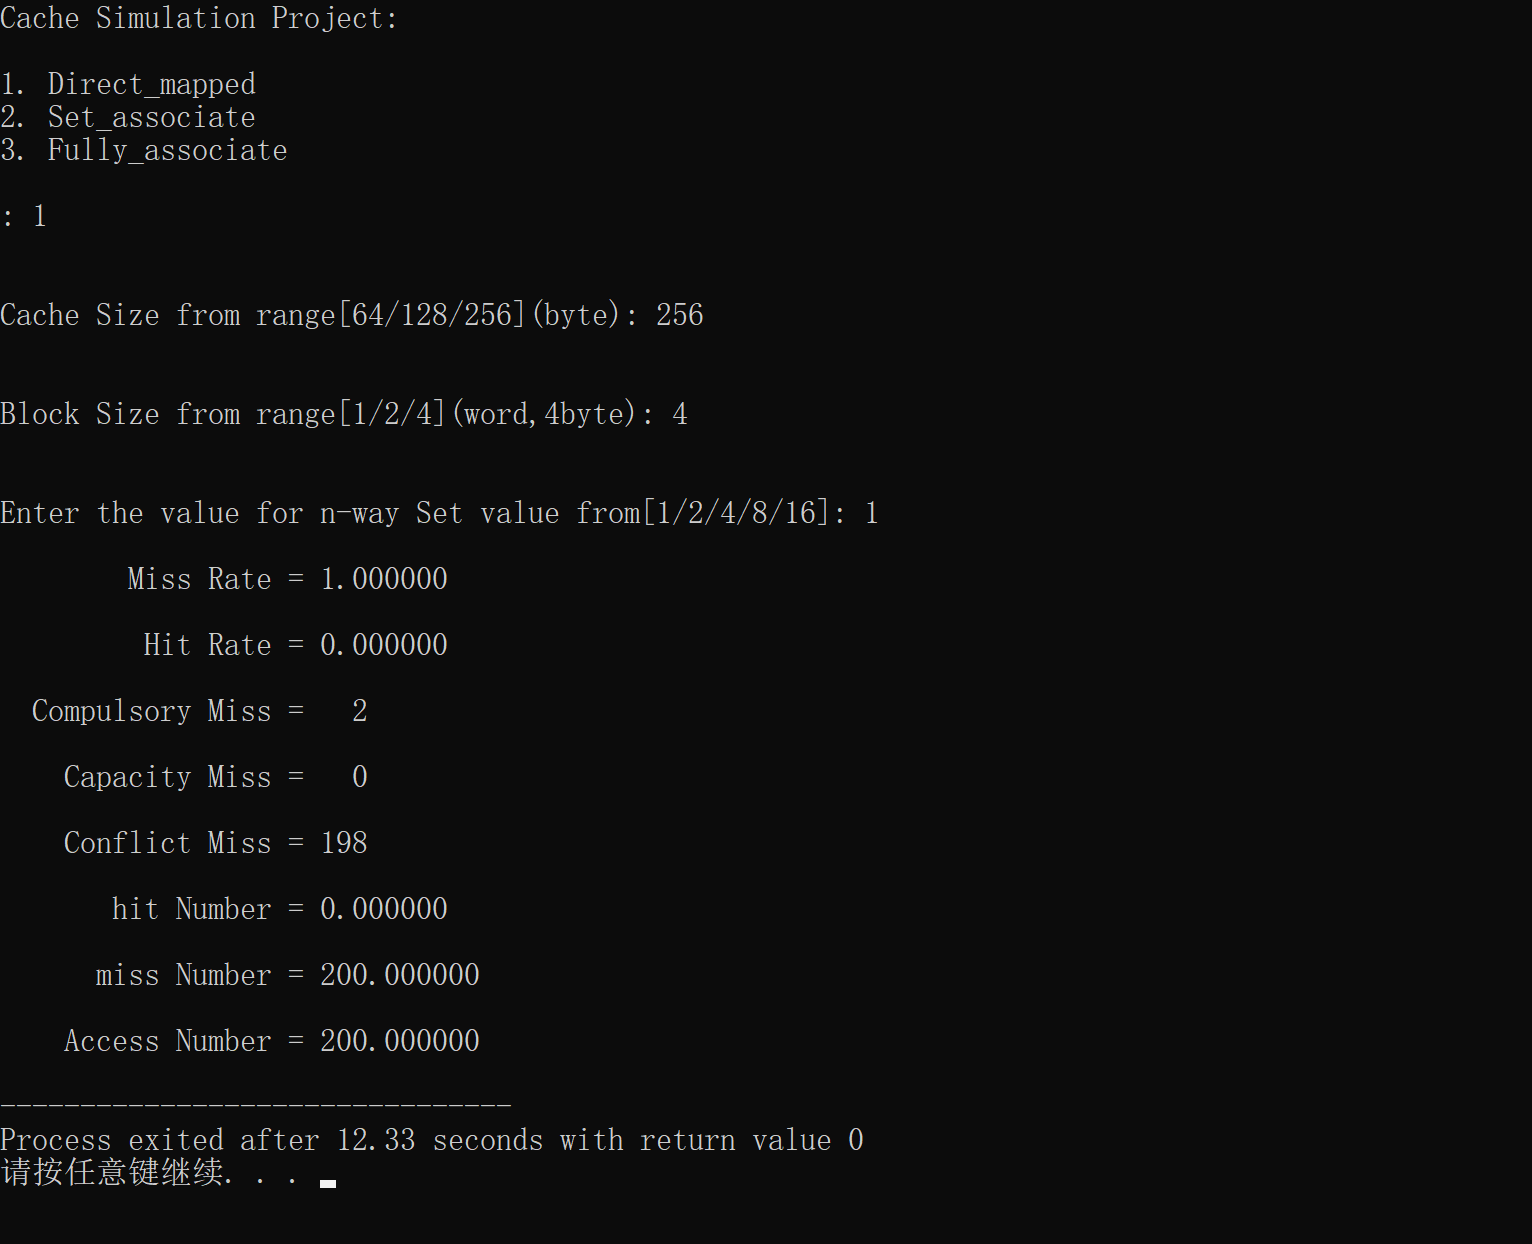 Cache Simulation Project:
1. Direct_mapped
2. Set_associate
3. Fully_associate
: 1
Cache Size from range[64/128/256](byte): 256
Block Size from range[1/2/4](word,4byte): 4
Enter the value for n-way Set value from[1/2/4/8/16]: 1
Miss Rate = 1.000000
Hit Rate = 0.000000
Compulsory Miss =   2
Capacity Miss =   0
Conflict Miss = 198
hit Number = 0.000000
miss Number = 200.000000
Access Number = 200.000000
--------------------------------
Process exited after 12.33 seconds with return value 0
请按任意键继续. . .